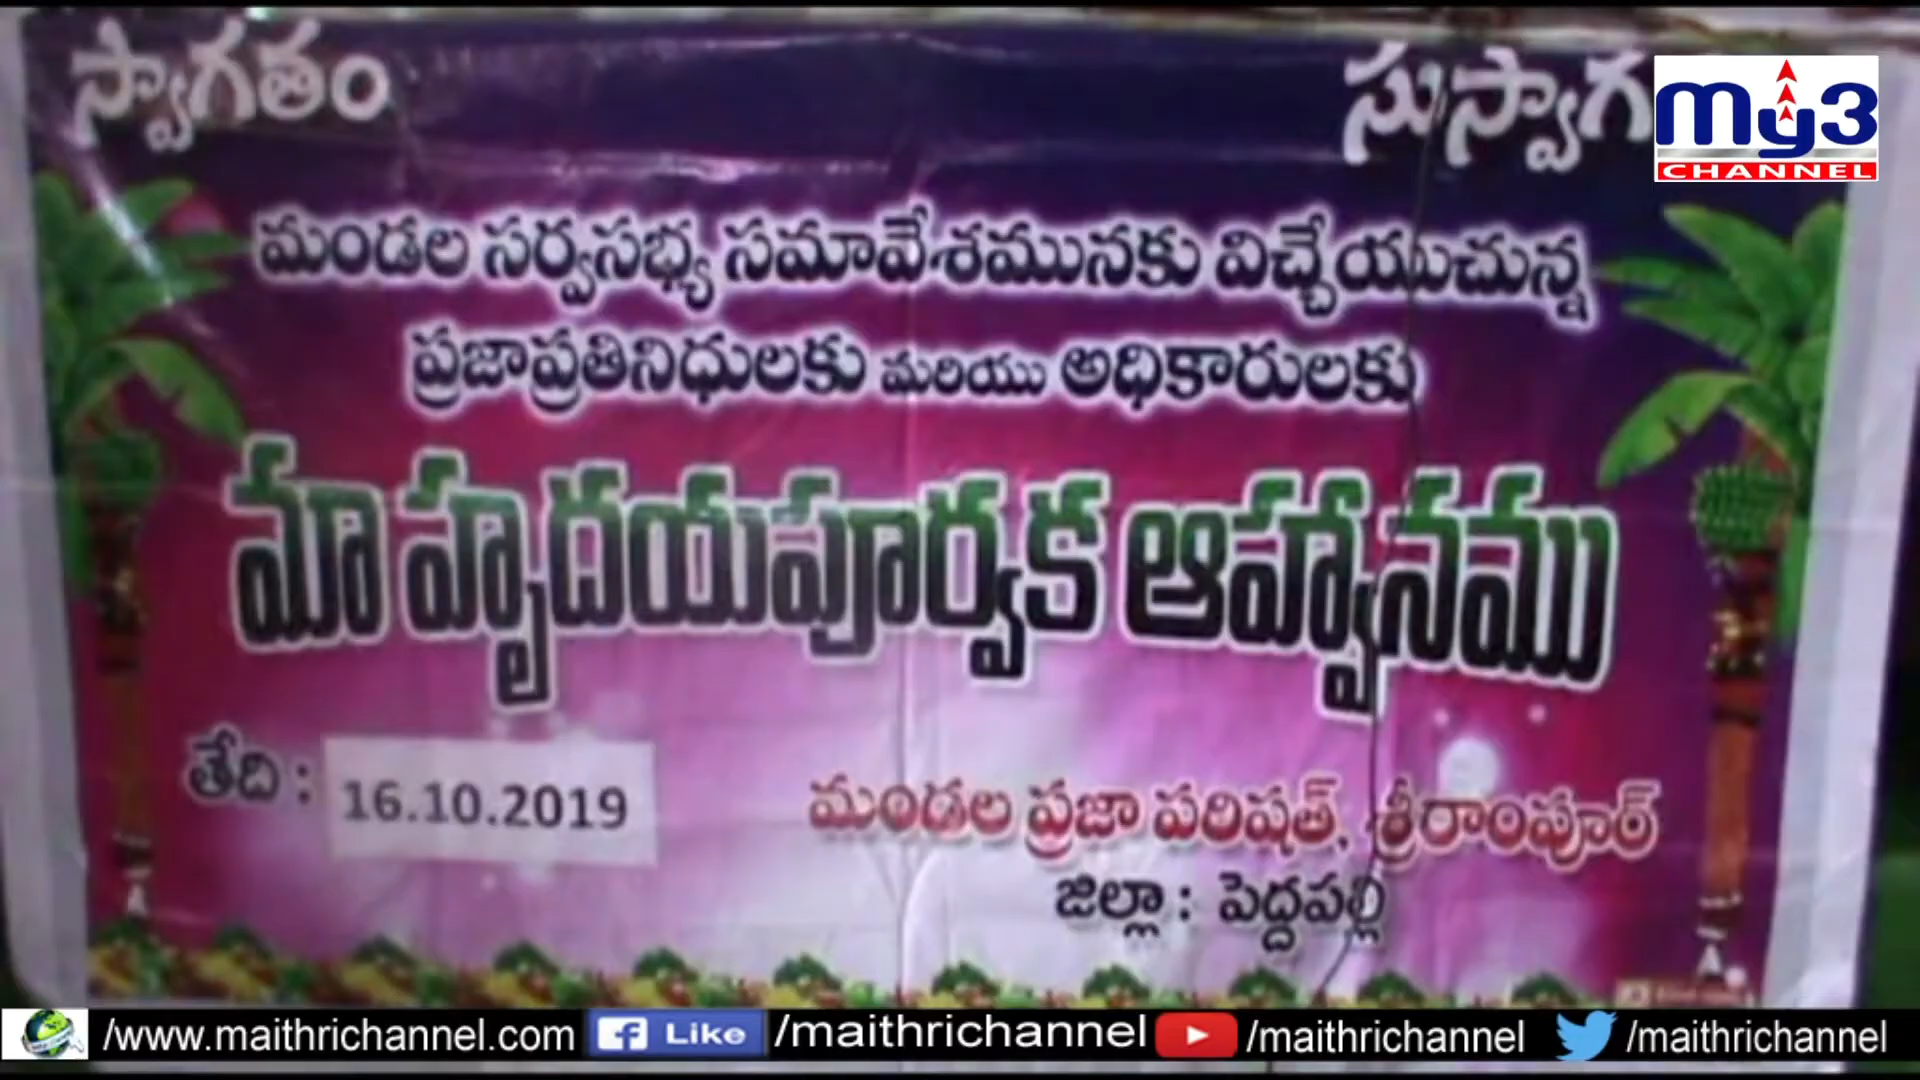 స్వాగతం
సుస్వాగ
my3
CHANNEL
మండల సర్వసభ్య సమావేశమునకు విచ్చేయుచున్న
ప్రజాప్రతినిధులకు మరియు అధికారులకు
మా హృదయపూర్వక ఆహ్వానము
తేది : 16.10.2019
మండల ప్రజా పరిషత్, శ్రీరాంపూర్
జిల్లా : పెద్దపల్లి
/www.maithrichannel.com f Like /maithrichannel /maithrichannel /maithrichannel